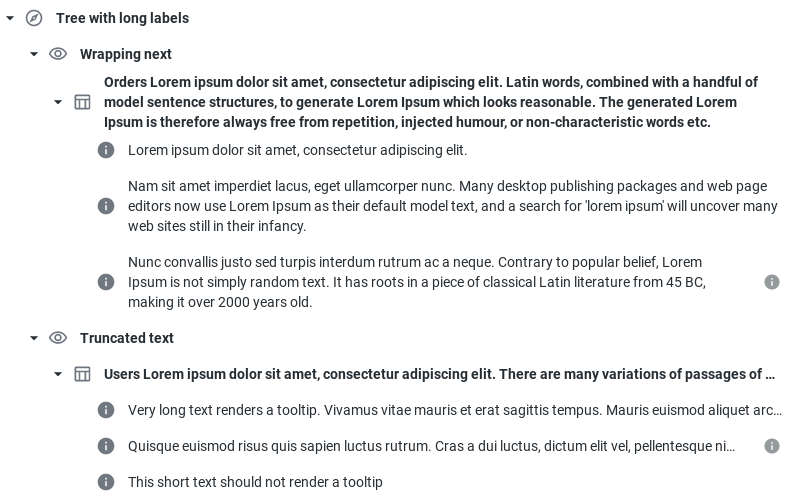 Tree with long labels
Wrapping next
Orders Lorem ipsum dolor sit amet, consectetur adipiscing elit. Latin words, combined with a handful of
model sentence structures, to generate Lorem Ipsum which looks reasonable. The generated Lorem
Ipsum is therefore always free from repetition, injected humour, or non-characteristic words etc.
Lorem ipsum dolor sit amet, consectetur adipiscing elit.
Nam sit amet imperdiet lacus, eget ullamcorper nunc. Many desktop publishing packages and web page
editors now use Lorem Ipsum as their default model text, and a search for 'lorem ipsum' will uncover many
web sites still in their infancy.
Nunc convallis justo sed turpis interdum rutrum ac a neque. Contrary to popular belief, Lorem
Ipsum is not simply random text. It has roots in a piece of classical Latin literature from 45 BC,
making it over 2000 years old.
Truncated text
Users Lorem ipsum dolor sit amet, consectetur adipiscing elit. There are many variations of passages of ...
Very long text renders a tooltip. Vivamus vitae mauris et erat sagittis tempus. Mauris euismod aliquet arc...
Quisque euismod risus quis sapien luctus rutrum. Cras a dui luctus, dictum elit vel, pellentesque ni...
This short text should not render a tooltip